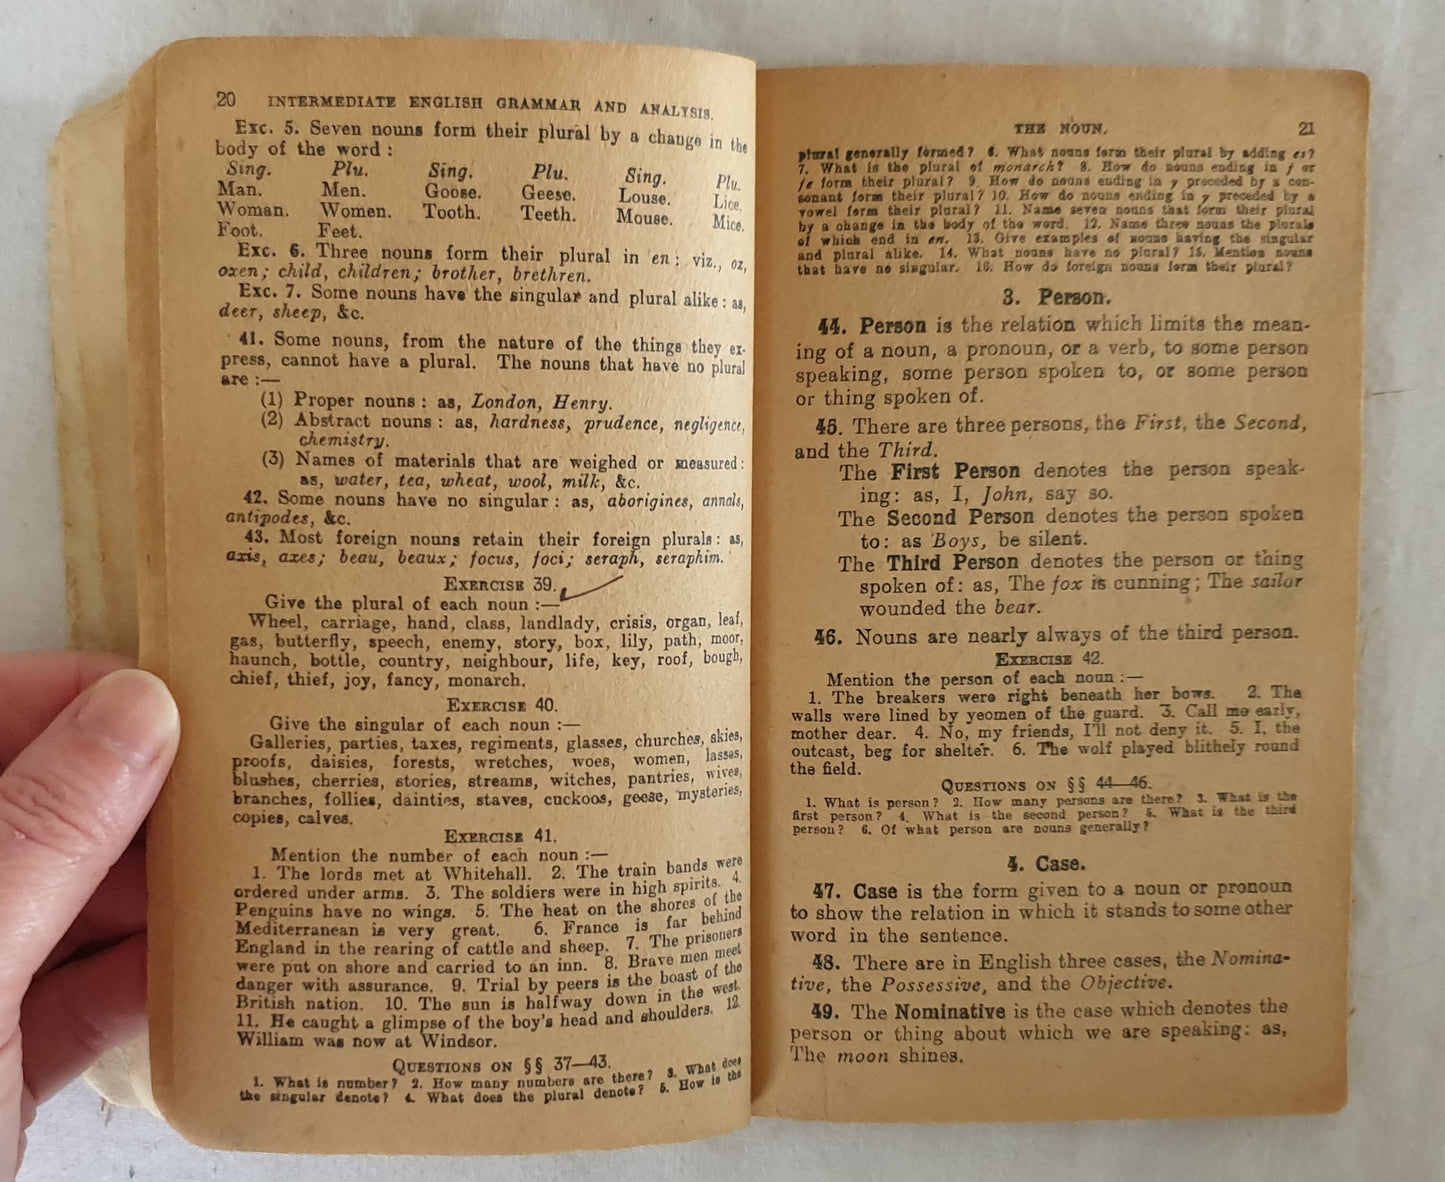 20 INTERMEDIATE ENGLISH GRAMMAR AND ANALYSIS.
Exc. 5. Seven nouns form their plural by a change in the
body of the word :
Sing. Plu. Sing. Plu. Sing. Plu.
Man. Men. Goose. Geese. Louse. Lice.
Woman. Women. Tooth. Teeth. Mouse. Mice.
Foot. Feet.
Exc. 6. Three nouns form their plural in en : viz., ox,
oxen; child, children; brother, brethren.
Exc. 7. Some nouns have the singular and plural alike : as,
deer, sheep, &c.
41. Some nouns, from the nature of the things they ex-
press, cannot have a plural. The nouns that have no plural
are :—
(1) Proper nouns : as, London, Henry.
(2) Abstract nouns : as, hardness, prudence, negligence,
chemistry.
(3) Names of materials that are weighed or measured :
as, water, tea, wheat, wool, milk, &c.
42. Some nouns have no singular : as, aborigines, annals,
antipodes, &c.
43. Most foreign nouns retain their foreign plurals : as,
axis, axes; beau, beaux; focus, foci; seraph, seraphim.
EXERCISE 39.
Give the plural of each noun :—
Wheel, carriage, hand, class, landlady, crisis, organ, leaf,
gas, butterfly, speech, enemy, story, box, lily, path, moor,
haunch, bottle, country, neighbour, life, key, roof, bough,
chief, thief, joy, fancy, monarch.
EXERCISE 40.
Give the singular of each noun :—
Galleries, parties, taxes, regiments, glasses, churches, skies,
proofs, daisies, forests, wretches, woes, women, lasses,
blushes, cherries, stories, streams, witches, pantries, wives,
branches, follies, dainties, staves, cuckoos, geese, mysteries,
copies, calves.
EXERCISE 41.
Mention the number of each noun :—
1. The lords met at Whitehall. 2. The train bands were
ordered under arms. 3. The soldiers were in high spirits. 4.
Penguins have no wings. 5. The heat on the shores of the
Mediterranean is very great. 6. France is far behind
England in the rearing of cattle and sheep. 7. The prisoners
were put on shore and carried to an inn. 8. Brave men meet
danger with assurance. 9. Trial by peers is the boast of the
British nation. 10. The sun is halfway down in the west.
11. He caught a glimpse of the boy's head and shoulders. 12.
William was now at Windsor.
QUESTIONS ON §§ 37—43.
1. What is number? 2. How many numbers are there? 3. What does
the singular denote? 4. What does the plural denote? 5. How is the
THE NOUN. 21
plural generally formed? 6. What nouns form their plural by adding es?
7. What is the plural of monarch? 8. How do nouns ending in f or
fe form their plural? 9. How do nouns ending in y preceded by a con-
sonant form their plural? 10. How do nouns ending in y preceded by a
vowel form their plural? 11. Name seven nouns that form their plural
by a change in the body of the word. 12. Name three nouns the plurals
of which end in en. 13. Give examples of nouns having the singular
and plural alike. 14. What nouns have no plural? 15. Mention nouns
that have no singular. 16. How do foreign nouns form their plural?
3. Person.
44. Person is the relation which limits the mean-
ing of a noun, a pronoun, or a verb, to some person
speaking, some person spoken to, or some person
or thing spoken of.
45. There are three persons, the First, the Second,
and the Third.
The First Person denotes the person speak-
ing: as, I, John, say so.
The Second Person denotes the person spoken
to: as Boys, be silent.
The Third Person denotes the person or thing
spoken of: as, The fox is cunning; The sailor
wounded the bear.
46. Nouns are nearly always of the third person.
EXERCISE 42.
Mention the person of each noun :—
1. The breakers were right beneath her bows. 2. The
walls were lined by yeomen of the guard. 3. Call me early,
mother dear. 4. No, my friends, I'll not deny it. 5. I, the
outcast, beg for shelter. 6. The wolf played blithely round
the field.
QUESTIONS ON §§ 44—46.
1. What is person? 2. How many persons are there? 3. What is the
first person? 4. What is the second person? 5. What is the third
person? 6. Of what person are nouns generally?
4. Case.
47. Case is the form given to a noun or pronoun
to show the relation in which it stands to some other
word in the sentence.
48. There are in English three cases, the Nomina-
tive, the Possessive, and the Objective.
49. The Nominative is the case which denotes the
person or thing about which we are speaking: as,
The moon shines.